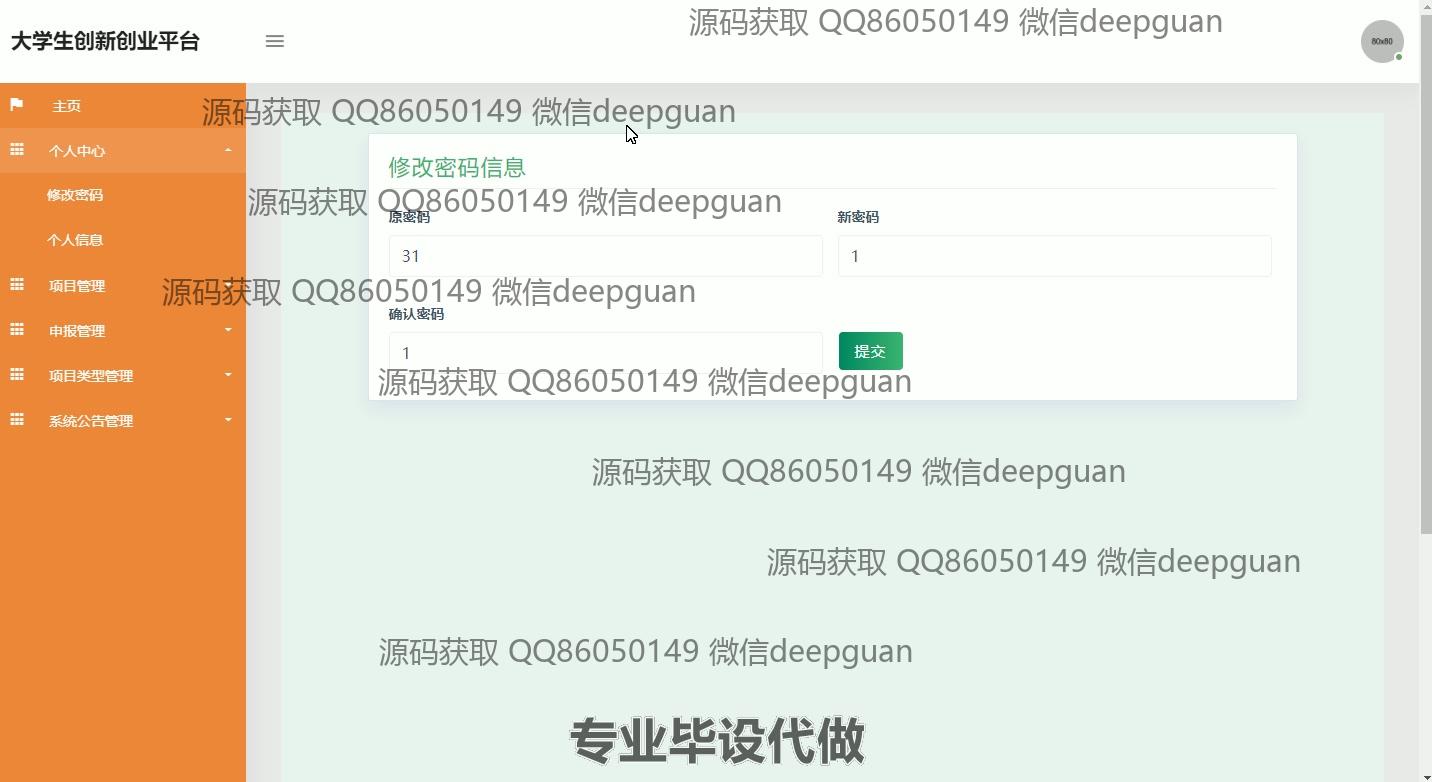 大学生创新创业平台
源码获取 QQ86050149 微信deepguan
80x80
主页
源码获取 QQ86050149 微信deepguan
个人中心
修改密码信息
修改密码
源码获取 QQ86050149 微信deepguan
原密码
新密码
个人信息
31
1
项目管理
源码获取 QQ86050149 微信deepguan
确认密码
申报管理
1
提交
项目类型管理
源码获取 QQ86050149 微信deepguan
系统公告管理
源码获取 QQ86050149 微信deepguan
源码获取 QQ86050149 微信deepguan
源码获取 QQ86050149 微信deepguan
专业毕设代做